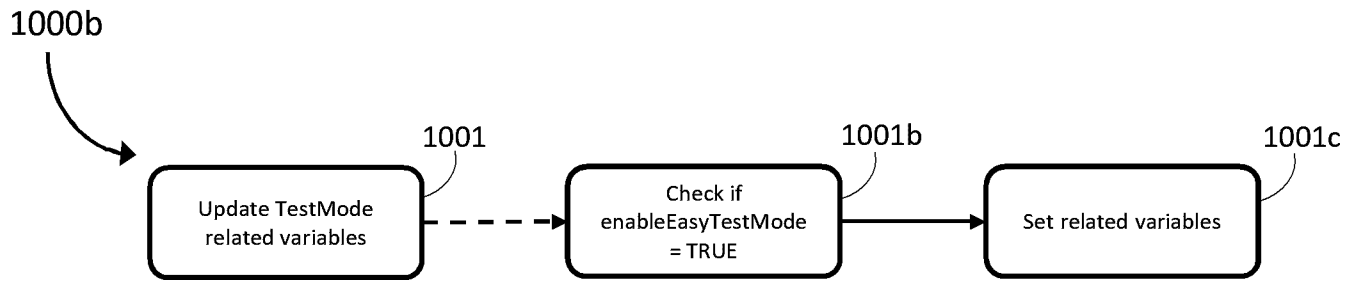 1000b
1001
1001b
1001c
Update TestMode
related variables
Check if
enableEasyTestMode
= TRUE
Set related variables